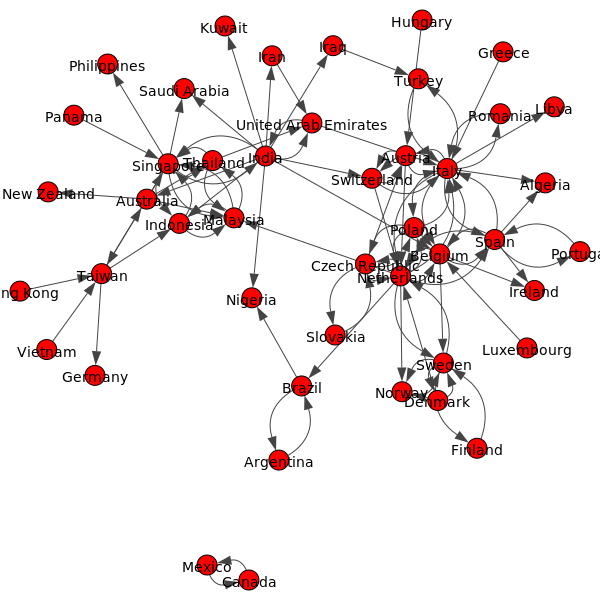 Hungary
Kuwait
Iraq
Iran
Greece
Philippines
Turkey
Saudi Arabia
Libya
Romania
Panama
United Arab Emirates
Austria
India
Thailand
Singapore
Italy
Switzerland
Algeria
New Zealand
Australia
Malaysia
Indonesia
Poland
Spain
Portuga
Belgium
Czech Republic
Taiwan
Netherlands
ng Kong
Ireland
Nigeria
Slovakia
Vietnam
Luxembourg
Sweden
Germany
Brazil
Norway
Denmark
Finland
Argentina
Mexico
Canada